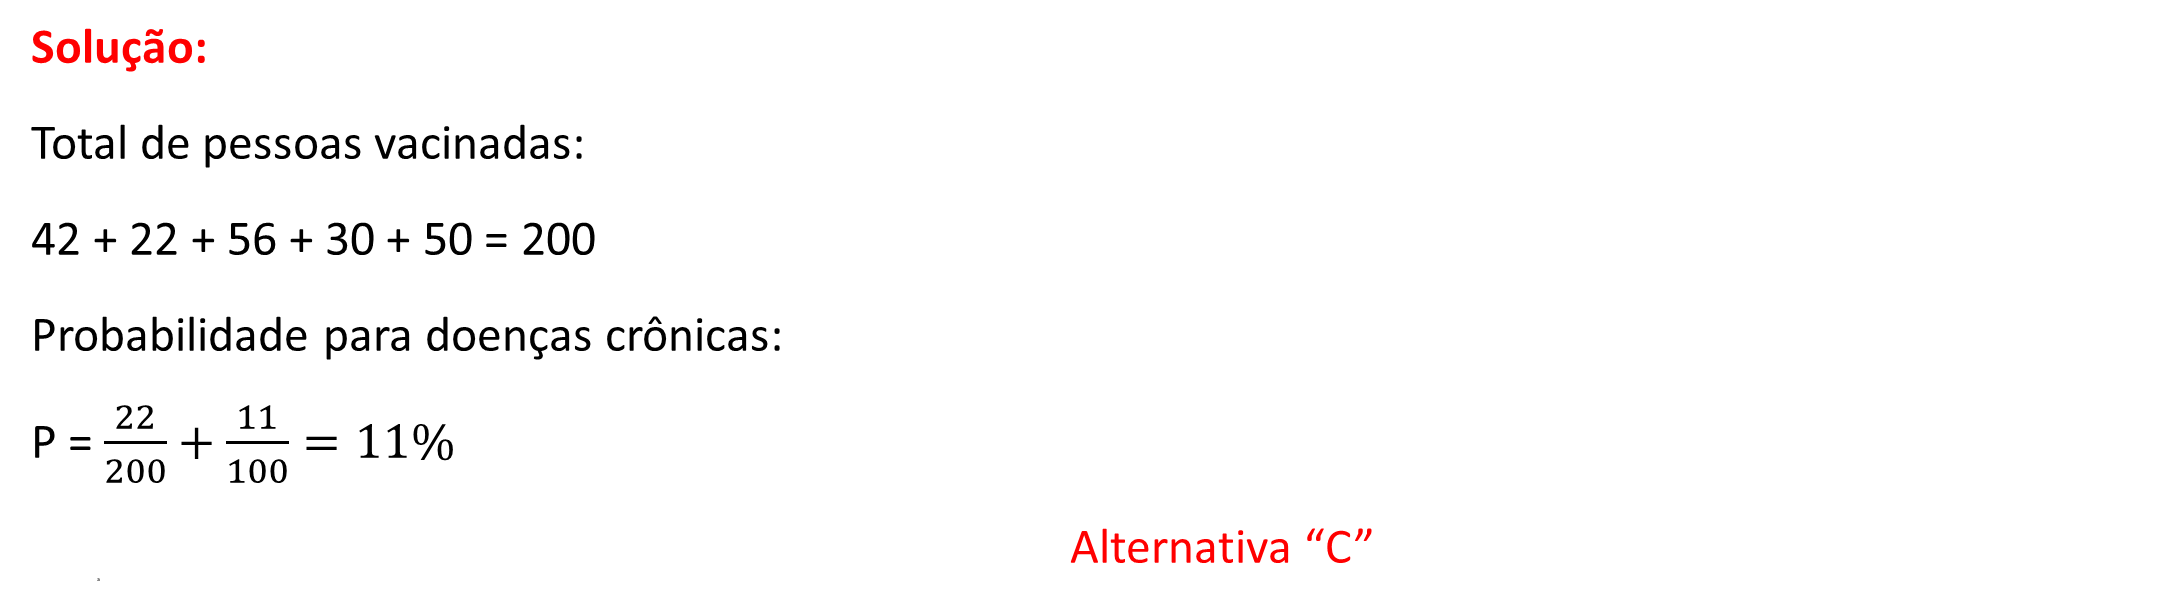 Solução:
Total de pessoas vacinadas:
42 + 22 + 56 + 30 + 50 = 200
Probabilidade para doenças crônicas:
P = 22/200 + 11/100 = 11%
Alternativa “C”